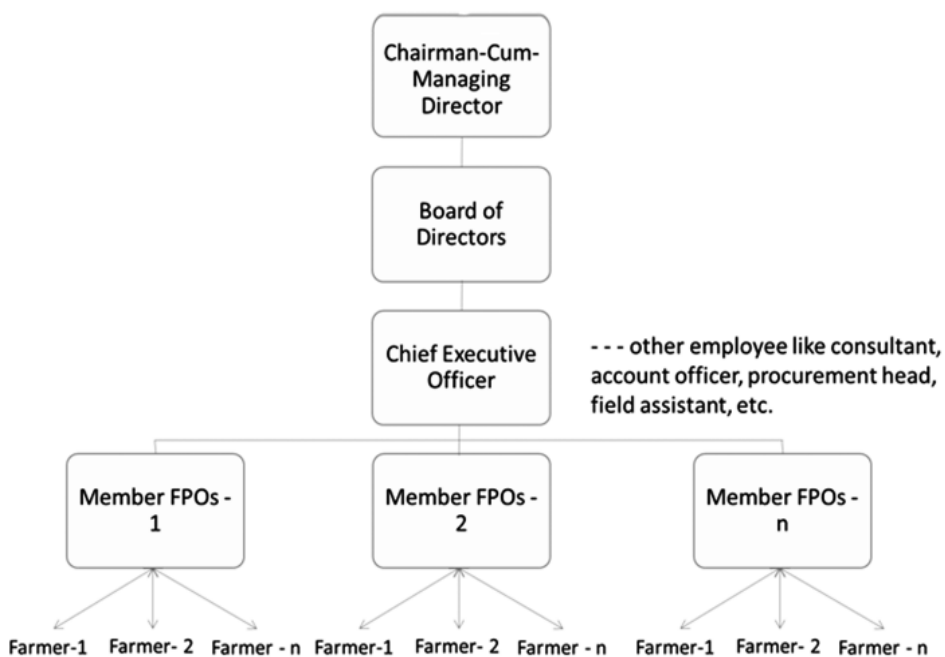 Chairman-Cum-
Managing
Director
Board of
Directors
Chief Executive
Officer
- - - other employee like consultant,
account officer, procurement head,
field assistant, etc.
Member FPOs -
1
Member FPOs -
2
Member FPOs -
n
Farmer-1 Farmer- 2 Farmer - n Farmer-1 Farmer- 2 Farmer - n Farmer-1 Farmer- 2 Farmer - n